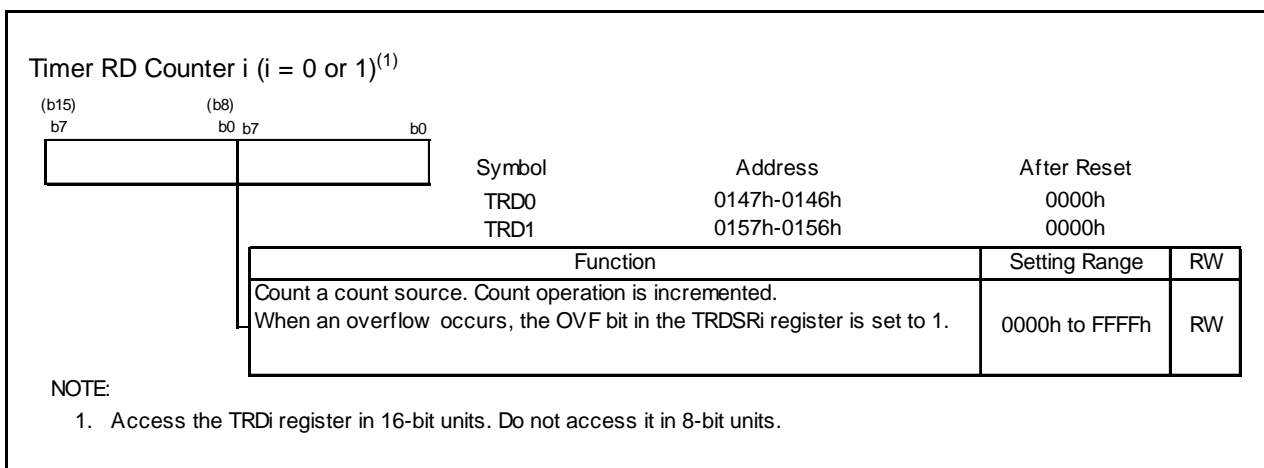 Timer RD Counter i (i = 0 or 1)(1)
(b15) (b8)
b7 b0 b7 b0
Symbol Address After Reset
TRD0 0147h-0146h 0000h
TRD1 0157h-0156h 0000h
Function Setting Range RW
Count a count source. Count operation is incremented.
When an overflow occurs, the OVF bit in the TRDSRi register is set to 1. 0000h to FFFFh RW
NOTE:
1. Access the TRDi register in 16-bit units. Do not access it in 8-bit units.